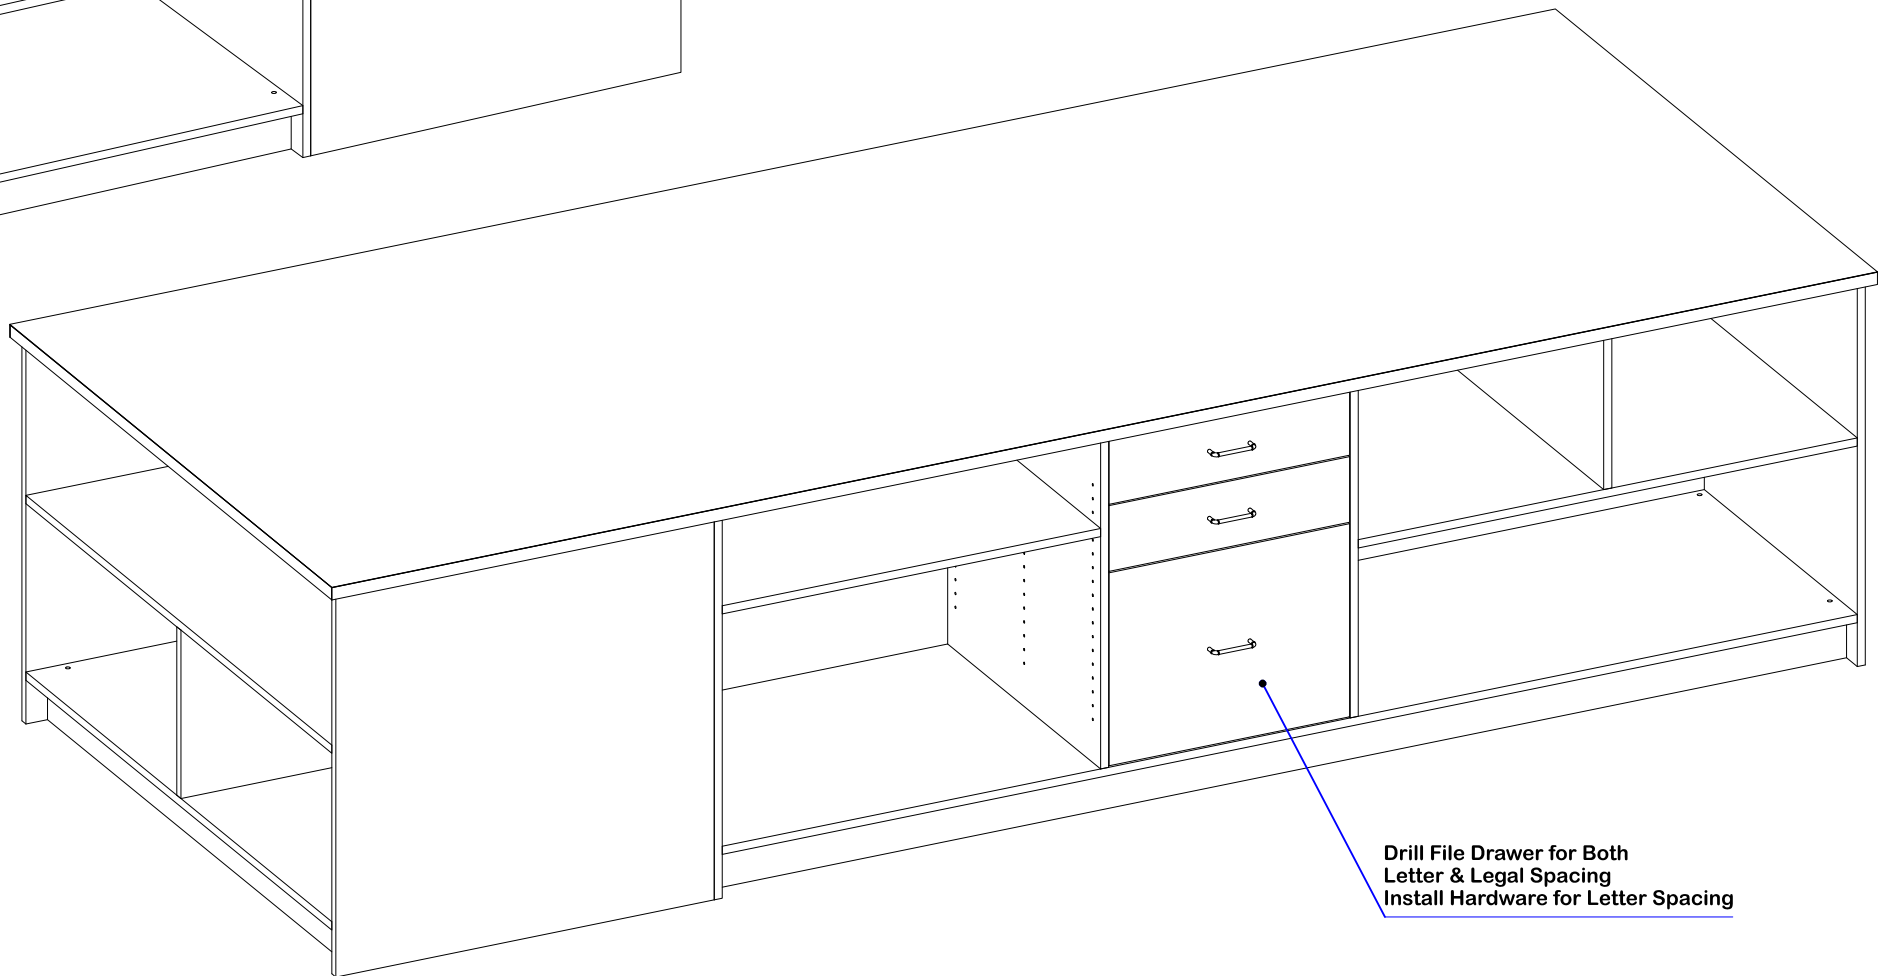 Drill File Drawer for Both
Letter & Legal Spacing
Install Hardware for Letter Spacing